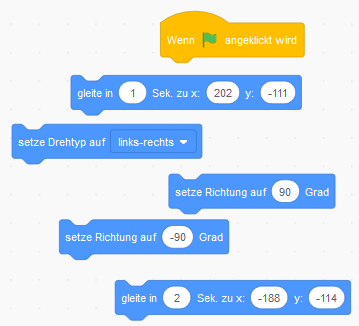 Wenn angeklickt wird
gleite in 1 Sek. zu x: 202 y: -111
setze Drehtyp auf links-rechts
setze Richtung auf 90 Grad
setze Richtung auf -90 Grad
gleite in 2 Sek. zu x: -188 y: -114